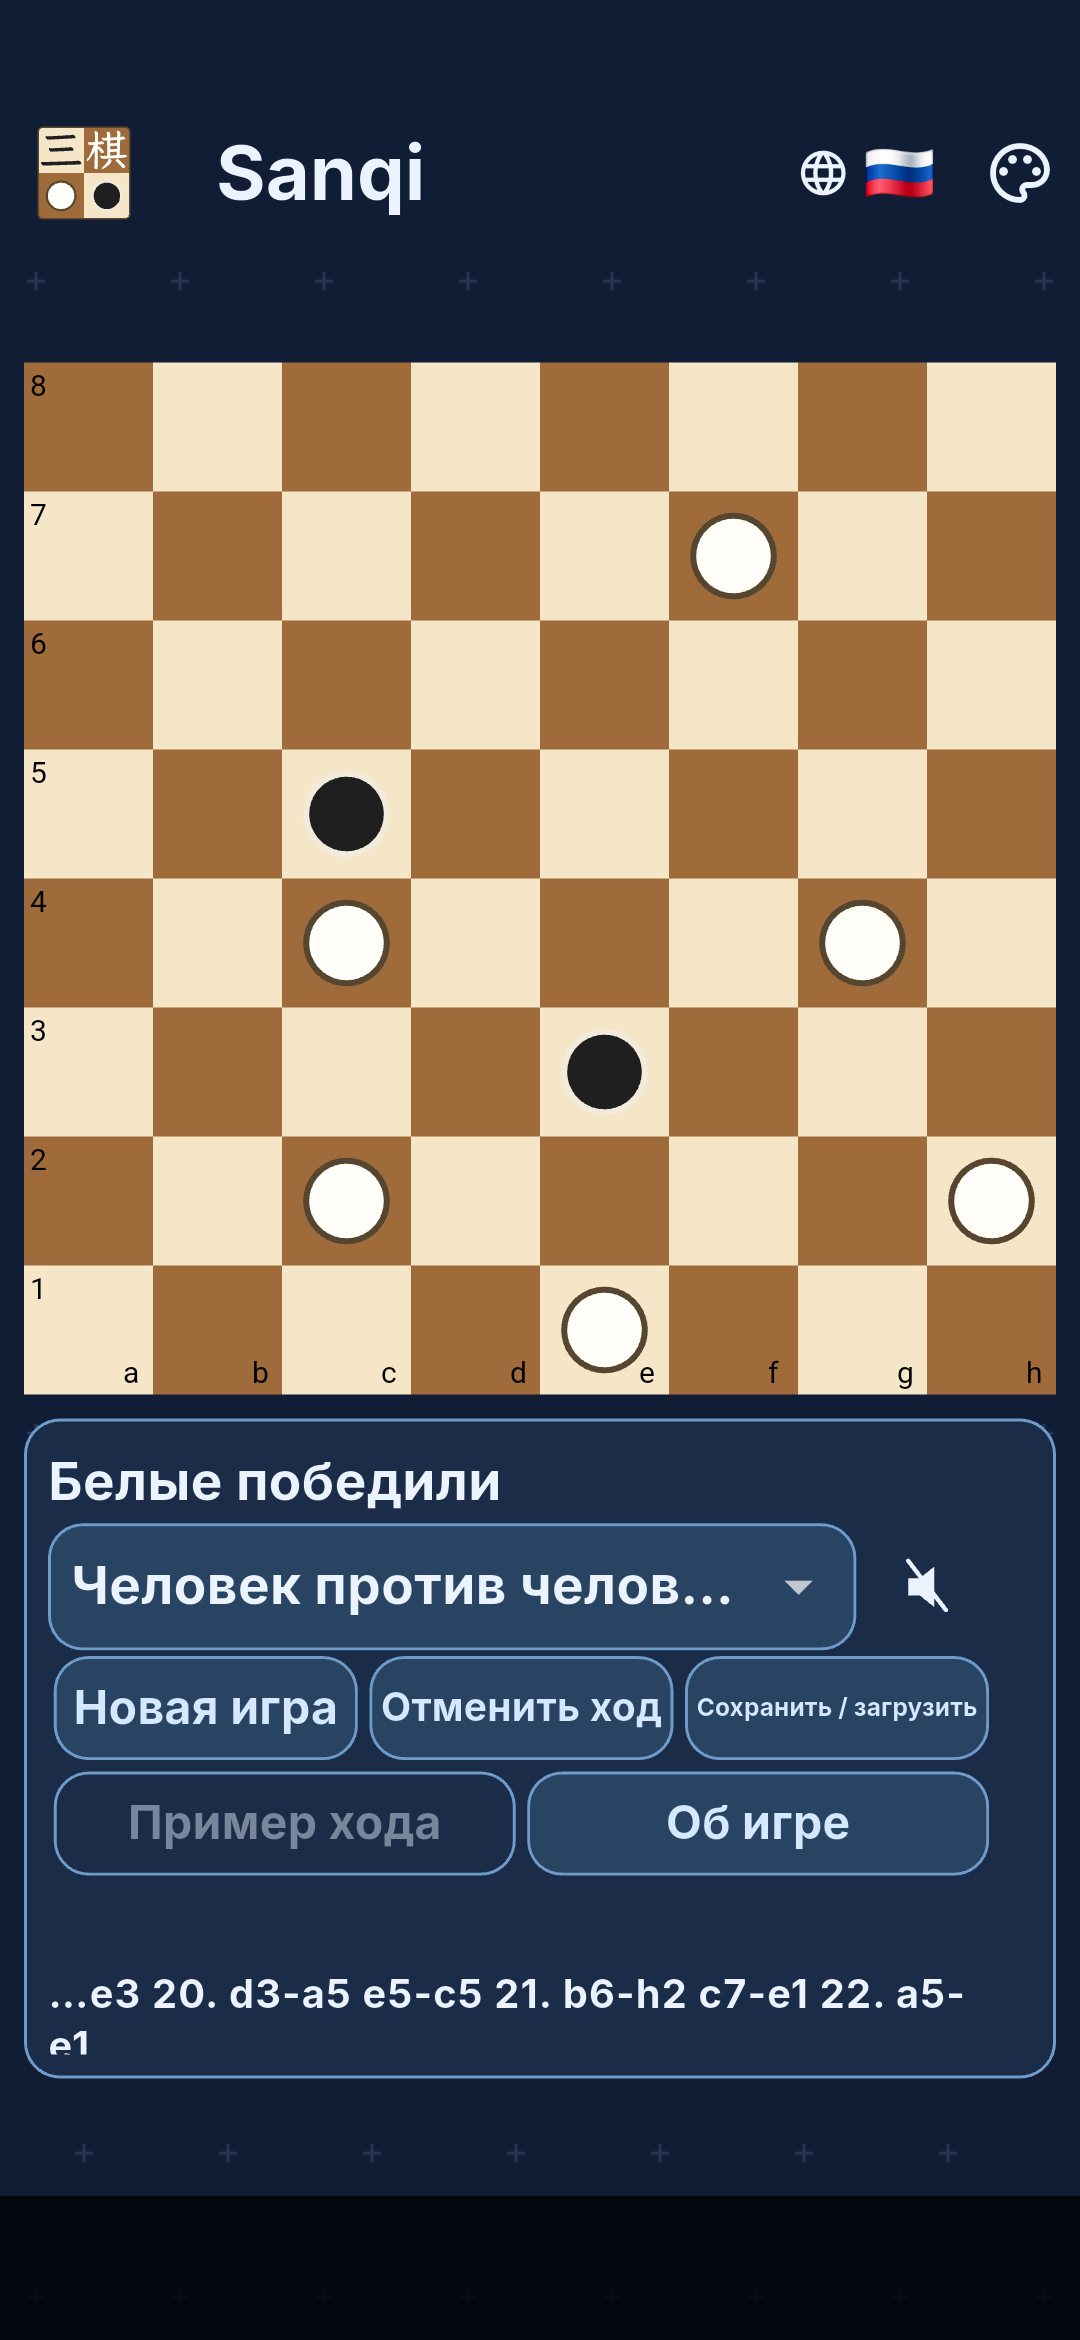 三棋
Sanqi
8
7
6
5
4
3
2
1
a b c d e f g h
Белые победили
Человек против челов...
Новая игра Отменить ход Сохранить / загрузить
Пример хода Об игре
...e3 20. d3-a5 e5-c5 21. b6-h2 c7-e1 22. a5-
e1